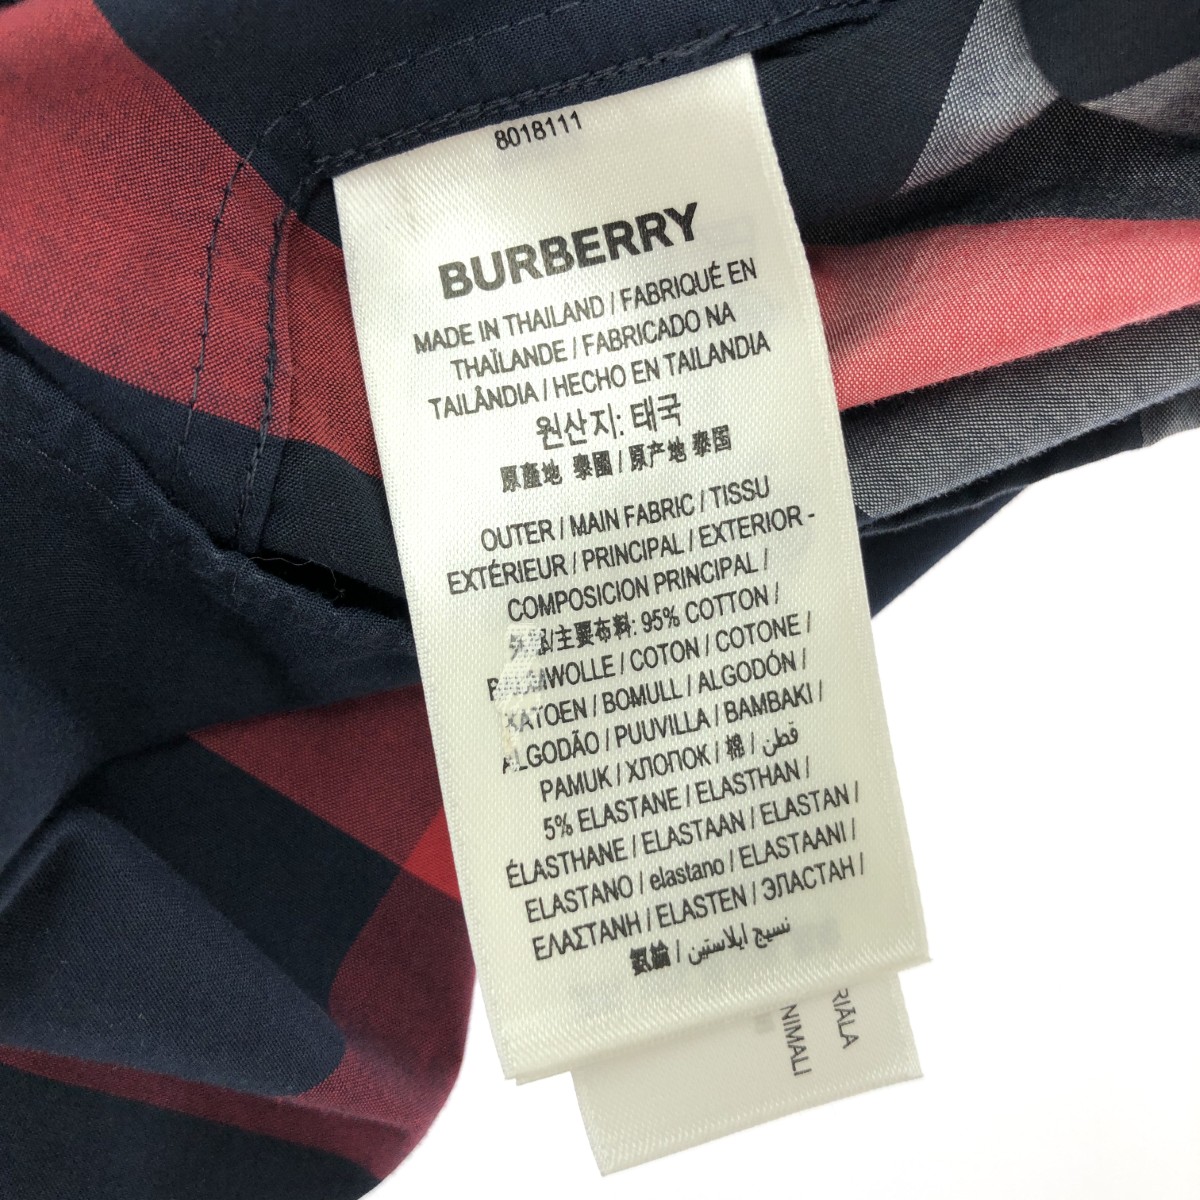 8018111
BURBERRY
MADE IN THAILAND / FABRIQUÉ EN
THAÏLANDE / FABRICADO NA
TAILÂNDIA / HECHO EN TAILANDIA
원산지: 태국
原產地 泰國 / 原产地 泰国
OUTER / MAIN FABRIC / TISSU
EXTÉRIEUR / PRINCIPAL / EXTERIOR -
COMPOSICION PRINCIPAL /
/主要布料: 95% COTTON /
/ COTON / COTONE /
KATOEN / BOMULL / ALGODÓN /
ALGODÃO / PUUVILLA / BAMBAKI /
PAMUK / ХЛОПОК / 棉 / قطن
5% ELASTANE / ELASTHAN /
ÉLASTHANE / ELASTAAN / ELASTAN /
ELASTANO / elastano / ELASTAANI /
ΕΛΑΣΤΑΝΗ / ELASTEN / ЭЛАСТАН /
氨綸 / نسيج ايلاستين
RIĀLA
NIMALI